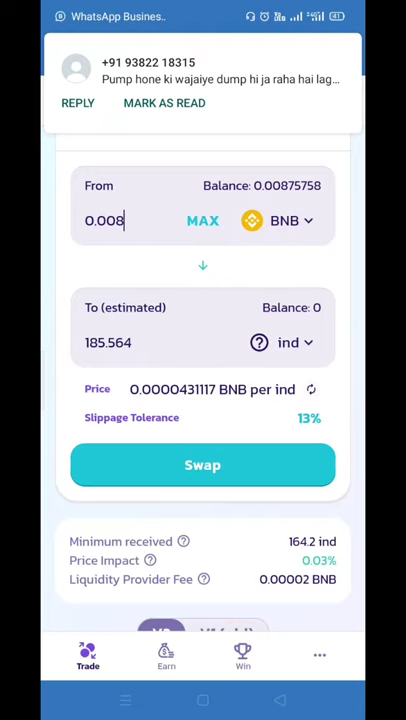 WhatsApp Busines..
41
+91 93822 18315
Pump hone ki wajaiye dump hi ja raha hai lag...
REPLY MARK AS READ
From Balance: 0.00875758
0.008 MAX BNB
To (estimated) Balance: 0
185.564 ind
Price 0.0000431117 BNB per ind
Slippage Tolerance 13%
Swap
Minimum received 164.2 ind
Price Impact 0.03%
Liquidity Provider Fee 0.00002 BNB
Trade Earn Win